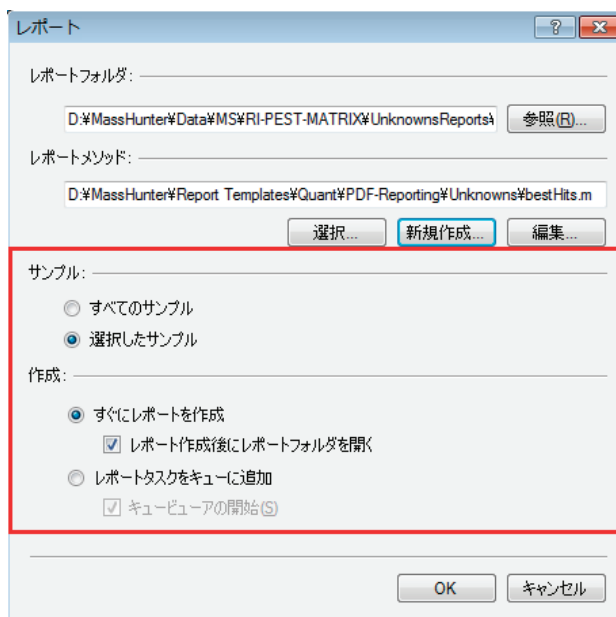 レポート
レポートフォルダ:
D:¥MassHunter¥Data¥MS¥RI-PEST-MATRIX¥UnknownsReports¥
参照(R)...
レポートメソッド:
D:¥MassHunter¥Report Templates¥Quant¥PDF-Reporting¥Unknowns¥bestHits.m
選択... 新規作成... 編集...
サンプル:
すべてのサンプル
選択したサンプル
作成:
すぐにレポートを作成
レポート作成後にレポートフォルダを開く
レポートタスクをキューに追加
キュービューアの開始(S)
OK キャンセル